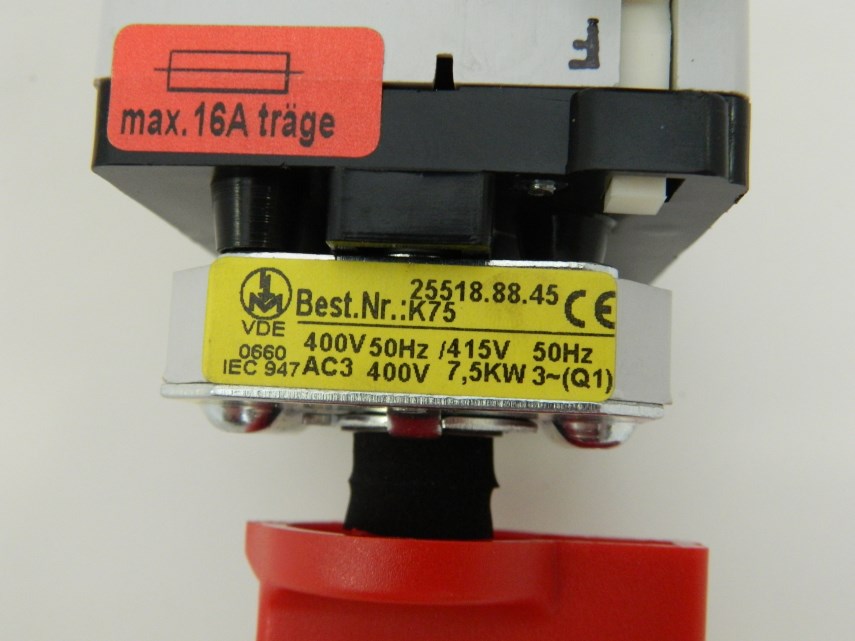 max.16A träge
25518.88.45
Best.Nr.:K75
CE
VDE
0660
IEC 947
400V 50Hz /415V 50Hz
AC3 400V 7,5KW 3~(Q1)